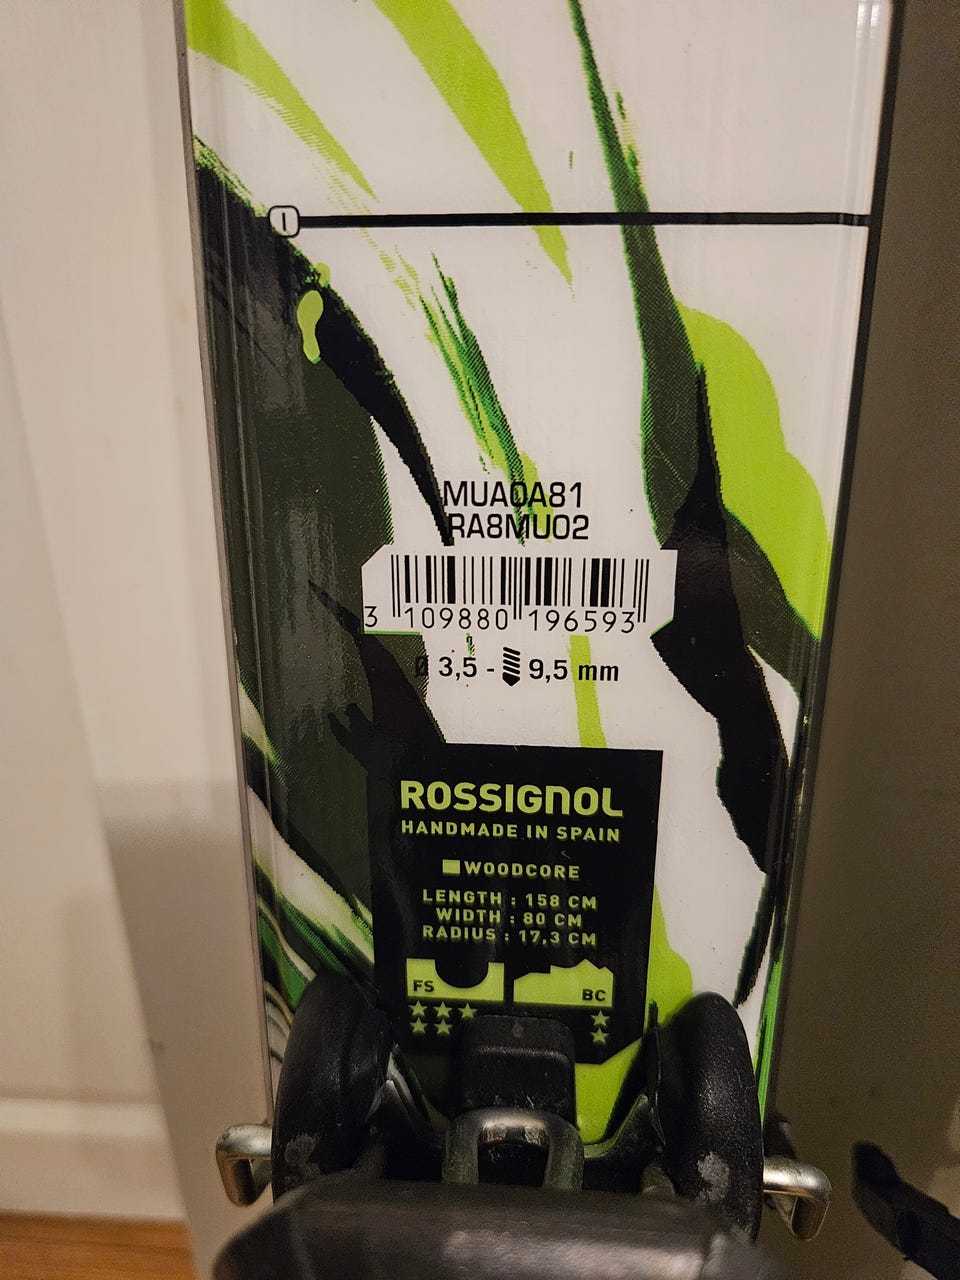 MUA0A81
RA8MU02
3 109880 196593
Ø 3,5 - 9,5 mm
ROSSIGNOL
HANDMADE IN SPAIN
WOODCORE
LENGTH : 158 CM
WIDTH : 80 CM
RADIUS : 17,3 CM
FS BC